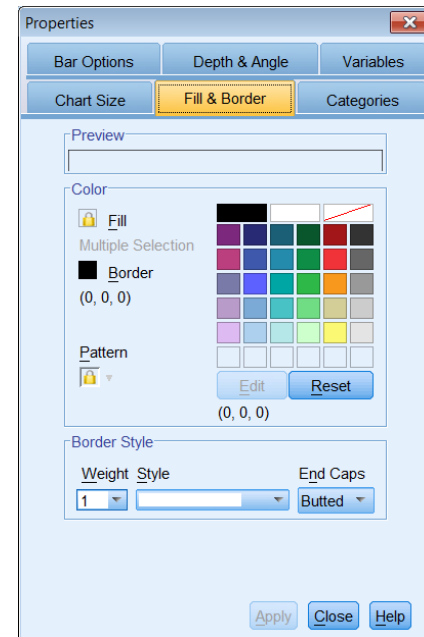 Properties
Bar Options Depth & Angle Variables
Chart Size Fill & Border Categories
Preview
Color
Fill
Multiple Selection
Border
(0, 0, 0)
Pattern
Edit Reset
(0, 0, 0)
Border Style
Weight Style End Caps
1 Butted
Apply Close Help